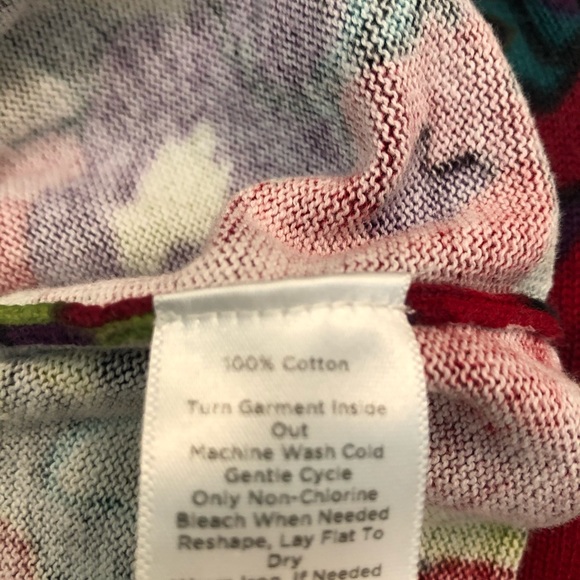 100% Cotton
Turn Garment Inside
Out
Machine Wash Cold
Gentle Cycle
Only Non-Chlorine
Bleach When Needed
Reshape, Lay Flat To
Dry
Warm Iron, If Needed